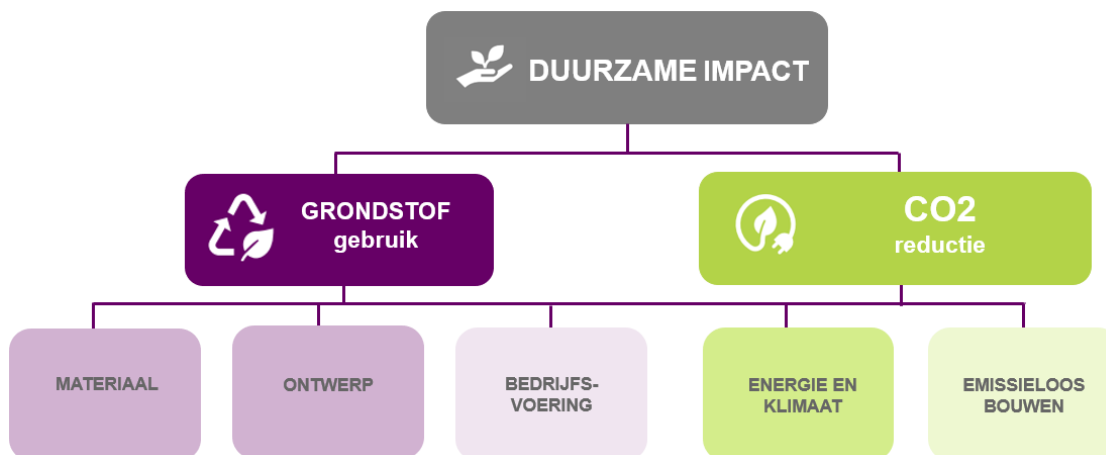 DUURZAME IMPACT
GRONDSTOF
gebruik
CO2
reductie
MATERIAAL
ONTWERP
BEDRIJFS-
VOERING
ENERGIE EN
KLIMAAT
EMISSIELOOS
BOUWEN